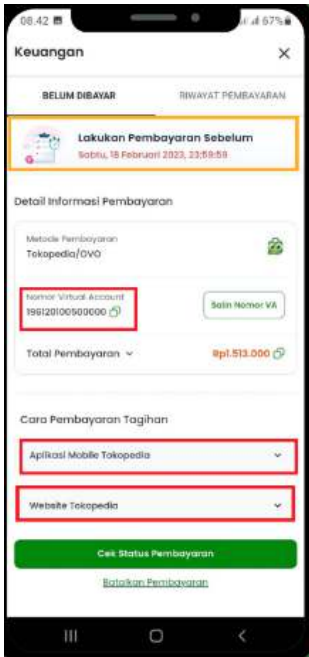 08.42
67%
Keuangan
BELUM DIBAYAR
RIWAYAT PEMBAYARAN
Lakukan Pembayaran Sebelum
Sabtu, 18 Februari 2023, 23:59:59
Detail Informasi Pembayaran
Metode Pembayaran
Tokopedia/OVO
Nomor Virtual Account
196120100500000
Salin Nomor VA
Total Pembayaran
Rp1.513.000
Cara Pembayaran Tagihan
Aplikasi Mobile Tokopedia
Website Tokopedia
Cek Status Pembayaran
Batalkan Pembayaran